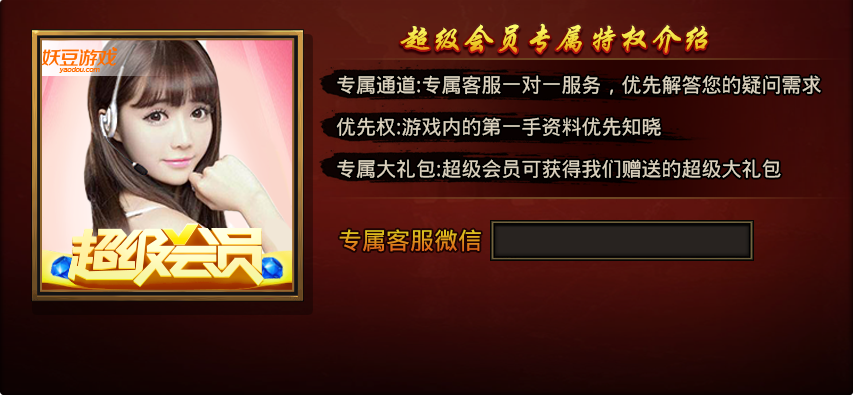 超级会员专属特权介绍
妖豆游戏
yaodou.com
专属通道:专属客服一对一服务，优先解答您的疑问需求
优先权:游戏内的第一手资料优先知晓
专属大礼包:超级会员可获得我们赠送的超级大礼包
专属客服微信
超级会员